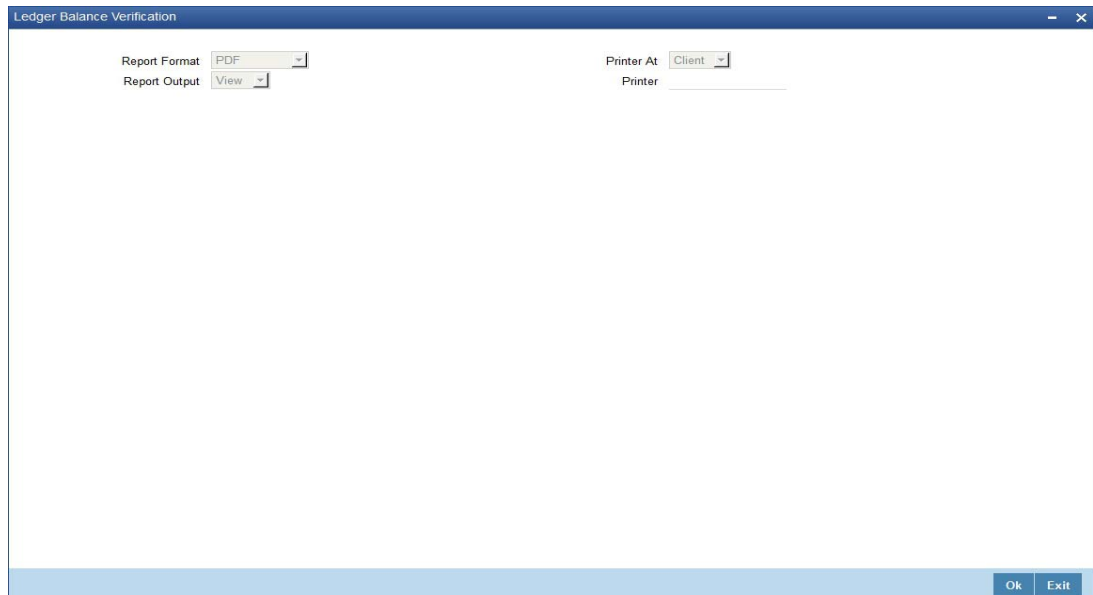 Ledger Balance Verification
Report Format PDF
Report Output View
Printer At Client
Printer
Ok Exit